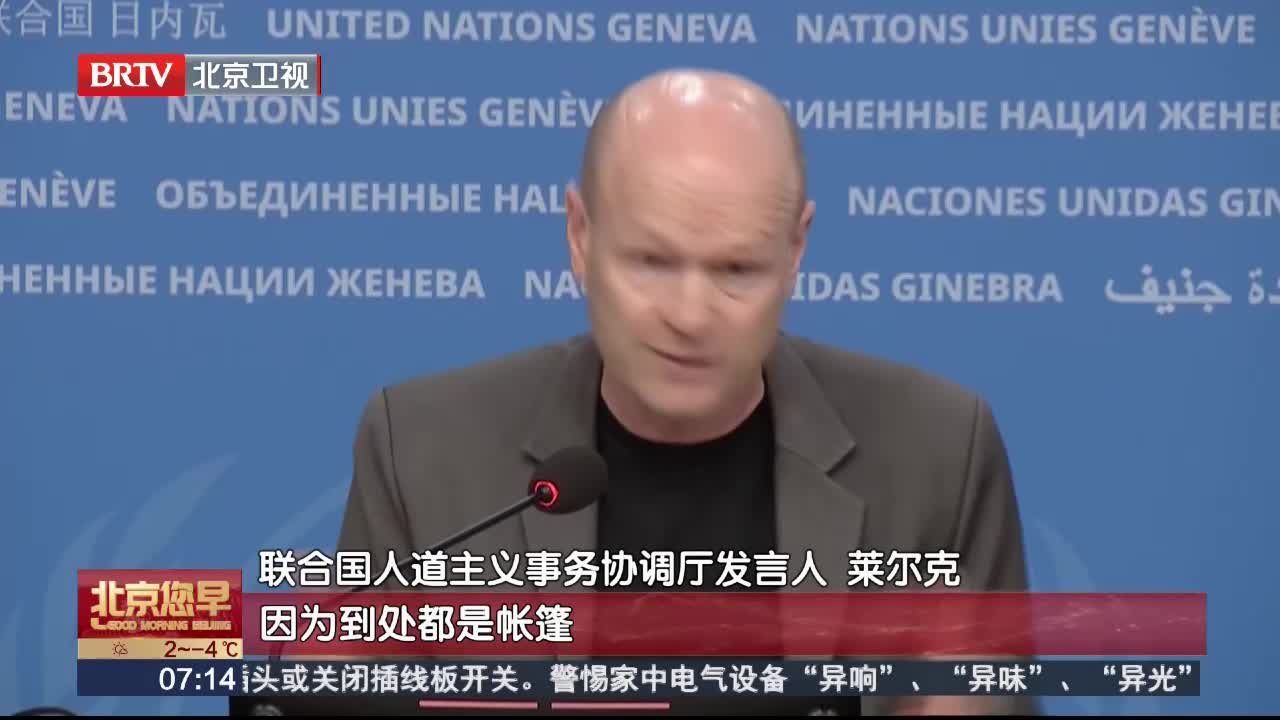 联合国 日内瓦 UNITED NATIONS GENEVA NATIONS UNIES GENÈVE
BRTV 北京卫视
GENEVA NATIONS UNIES GENÈV ИНЕННЫЕ НАЦИИ ЖЕНЕВ
ENÈVE ОБЪЕДИНЕННЫЕ НАЦ NACIONES UNIDAS GIN
НЕННЫЕ НАЦИИ ЖЕНЕВА NA IDAS GINEBRA دة جنيف
联合国人道主义事务协调厅发言人 莱尔克
因为到处都是帐篷
北京您早
GOOD MORNING BEIJING
2~-4℃
07:14 插头或关闭插线板开关。警惕家中电气设备“异响”、“异味”、“异光”